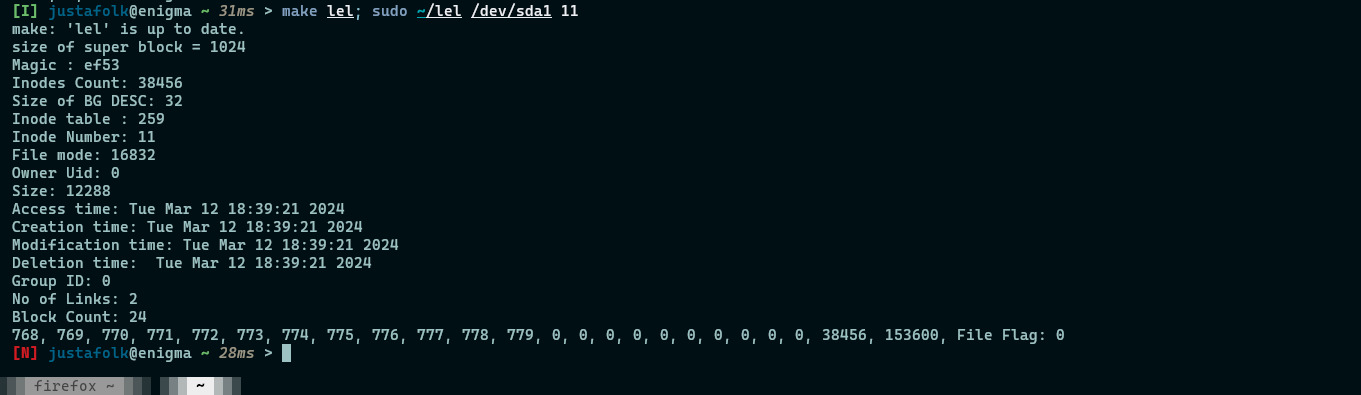 [I] justafolk@enigma ~ 31ms > make lel; sudo ~/lel /dev/sda1 11
make: 'lel' is up to date.
size of super block = 1024
Magic : ef53
Inodes Count: 38456
Size of BG DESC: 32
Inode table : 259
Inode Number: 11
File mode: 16832
Owner Uid: 0
Size: 12288
Access time: Tue Mar 12 18:39:21 2024
Creation time: Tue Mar 12 18:39:21 2024
Modification time: Tue Mar 12 18:39:21 2024
Deletion time:  Tue Mar 12 18:39:21 2024
Group ID: 0
No of Links: 2
Block Count: 24
768, 769, 770, 771, 772, 773, 774, 775, 776, 777, 778, 779, 0, 0, 0, 0, 0, 0, 0, 0, 0, 0, 38456, 153600, File Flag: 0
[N] justafolk@enigma ~ 28ms >
firefox ~ ~